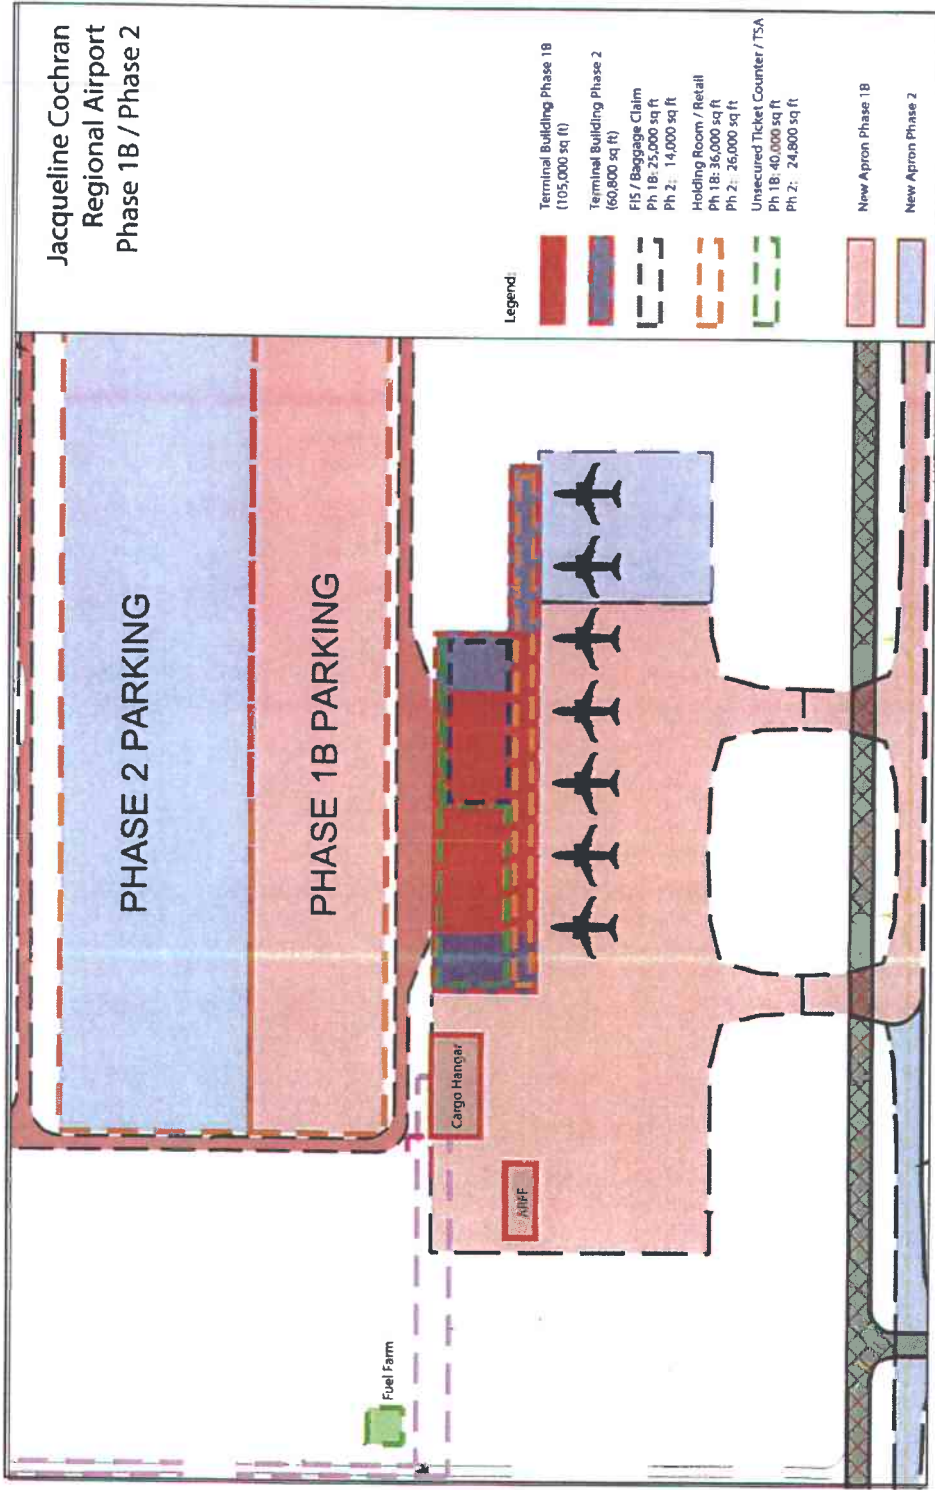 Jacqueline Cochran
Regional Airport
Phase 1B / Phase 2
PHASE 2 PARKING
PHASE 1B PARKING
Cargo Hangar
ARFF
Fuel Farm
Legend:
Terminal Building Phase 1B
(105,000 sq ft)
Terminal Building Phase 2
(60,800 sq ft)
FIS / Baggage Claim
Ph 1B: 25,000 sq ft
Ph 2: 14,000 sq ft
Holding Room / Retail
Ph 1B: 36,000 sq ft
Ph 2: 26,000 sq ft
Unsecured Ticket Counter / TSA
Ph 1B: 40,000 sq ft
Ph 2: 24,800 sq ft
New Apron Phase 1B
New Apron Phase 2